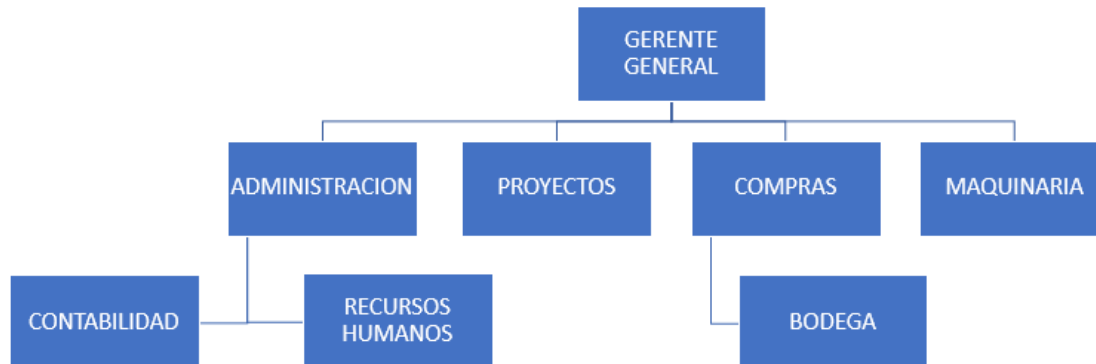 GERENTE
GENERAL
ADMINISTRACION
PROYECTOS
COMPRAS
MAQUINARIA
CONTABILIDAD
RECURSOS
HUMANOS
BODEGA